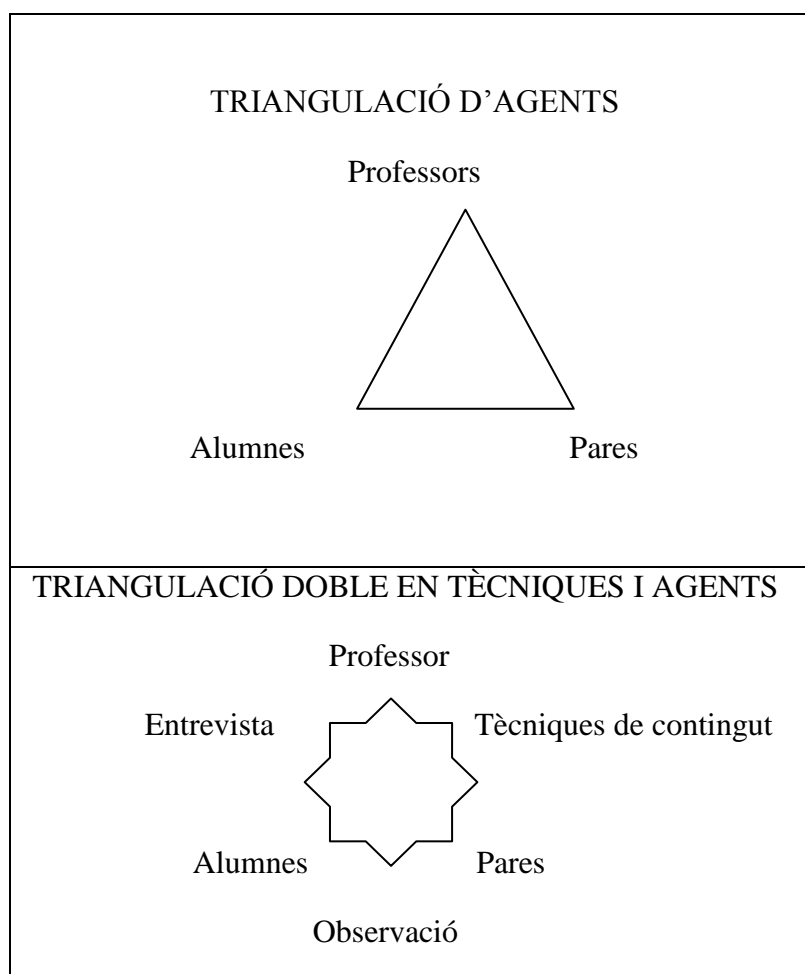 TRIANGULACIÓ D’AGENTS
Professors
Alumnes Pares
TRIANGULACIÓ DOBLE EN TÈCNIQUES I AGENTS
Professor
Entrevista Tècniques de contingut
Alumnes Pares
Observació